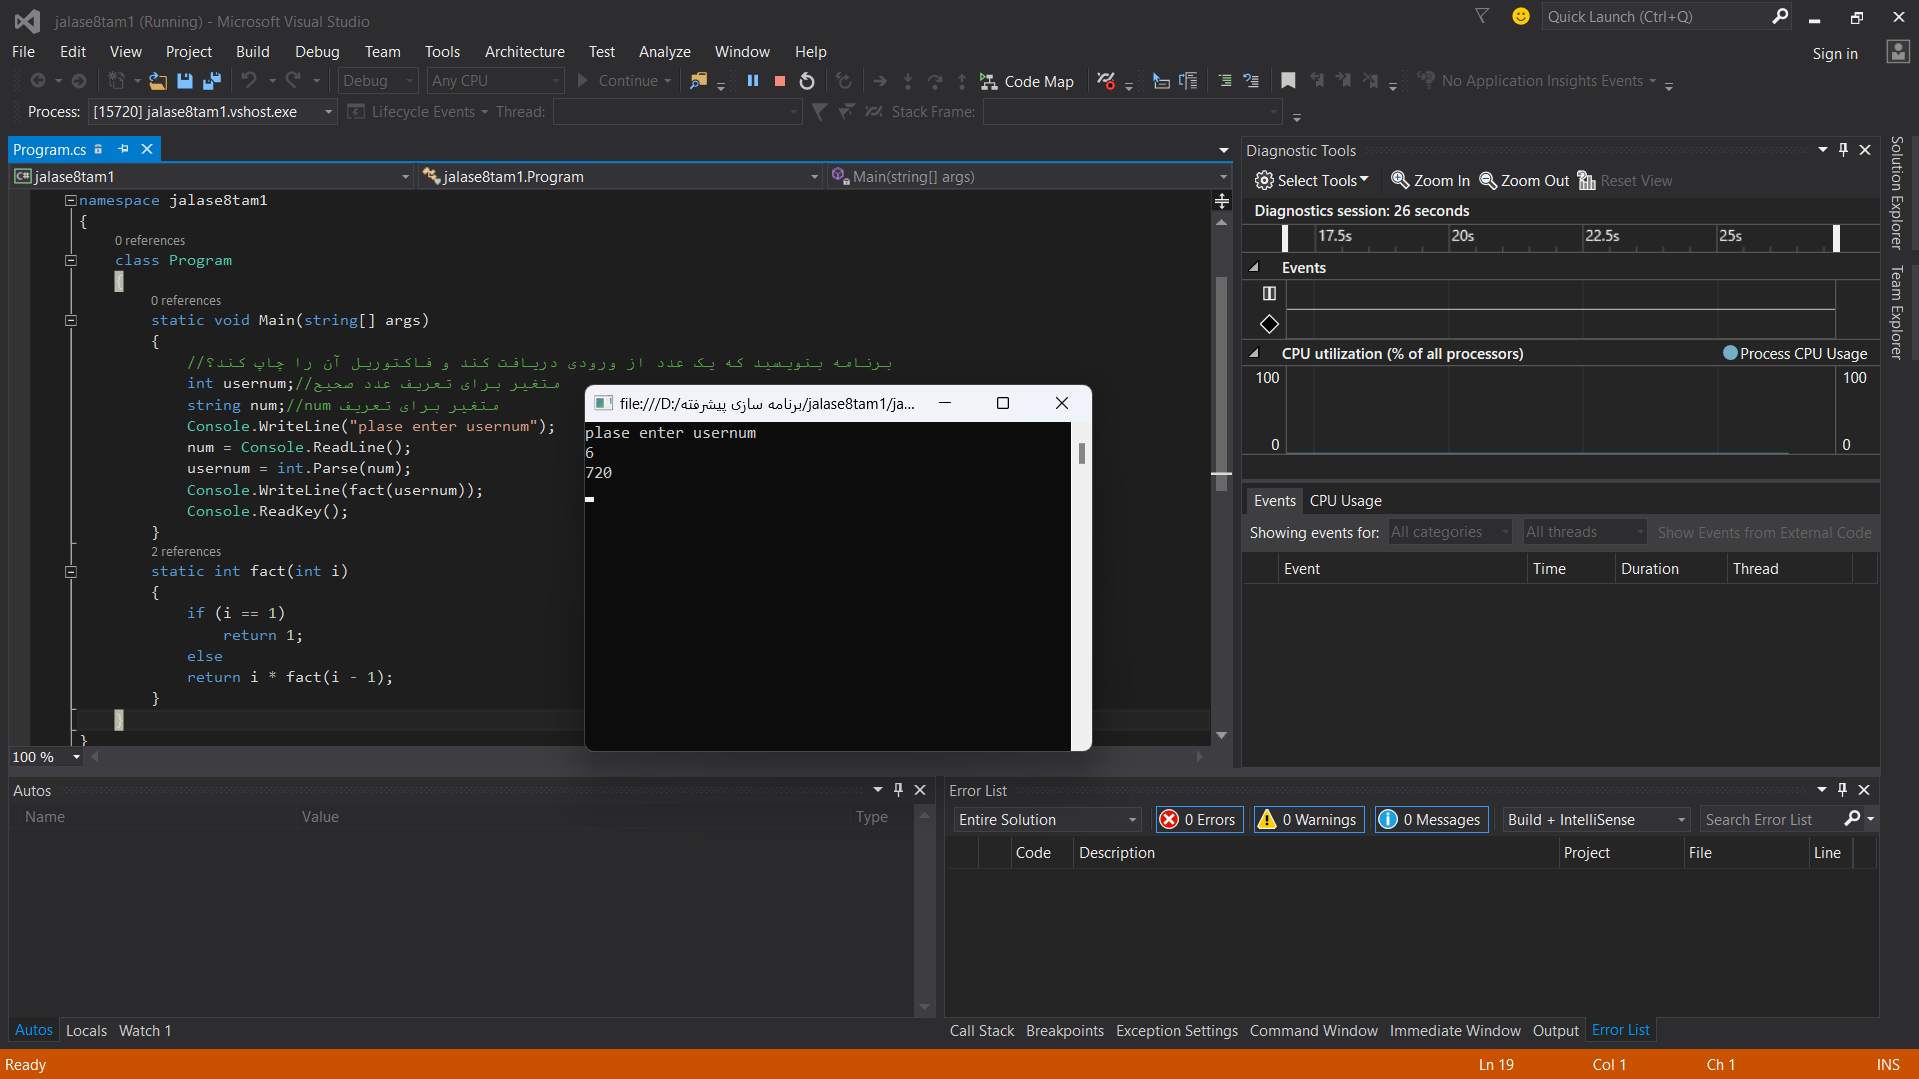 jalase8tam1 (Running) - Microsoft Visual Studio
Quick Launch (Ctrl+Q)
File Edit View Project Build Debug Team Tools Architecture Test Analyze Window Help
Sign in
Debug Any CPU Continue Code Map No Application Insights Events
Process: [15720] jalase8tam1.vshost.exe Lifecycle Events Thread: Stack Frame:
Program.cs
jalase8tam1 jalase8tam1.Program Main(string[] args)
namespace jalase8tam1
{
0 references
class Program
{
0 references
static void Main(string[] args)
{
//برنامه بنویسید که یک عدد از ورودی دریافت کند و فاکتوریل آن را چاپ کند؟
int usernum;//متغیر برای تعریف عدد صحیح
string num;//num متغیر برای تعریف
Console.WriteLine("plase enter usernum");
num = Console.ReadLine();
usernum = int.Parse(num);
Console.WriteLine(fact(usernum));
Console.ReadKey();
}
2 references
static int fact(int i)
{
if (i == 1)
return 1;
else
return i * fact(i - 1);
}
}
}
100 %
file:///D:/برنامه سازی پیشرفته/jalase8tam1/ja...
plase enter usernum
6
720
Diagnostic Tools
Select Tools Zoom In Zoom Out Reset View
Diagnostics session: 26 seconds
17.5s 20s 22.5s 25s
Events
CPU utilization (% of all processors) Process CPU Usage
100 100
0 0
Events CPU Usage
Showing events for: All categories All threads Show Events from External Code
Event Time Duration Thread
Solution Explorer
Team Explorer
Autos
Name Value Type
Autos Locals Watch 1
Error List
Entire Solution 0 Errors 0 Warnings 0 Messages Build + IntelliSense Search Error List
Code Description Project File Line
Call Stack Breakpoints Exception Settings Command Window Immediate Window Output Error List
Ready Ln 19 Col 1 Ch 1 INS